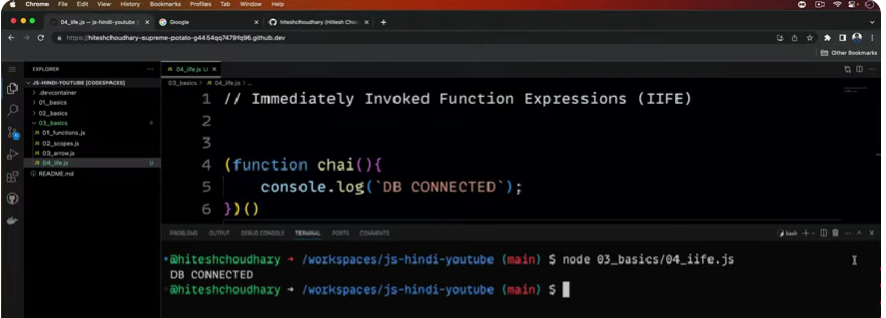 Chrome File Edit View History Bookmarks Profiles Tab Window Help
04_iife.js — js-hindi-youtube
Google
hiteshchoudhary (Hitesh Choud
https://hiteshchoudhary-supreme-potato-g4454qq7479fq96.github.dev
Other Bookmarks
EXPLORER
JS-HINDI-YOUTUBE [CODESPACES]
.devcontainer
01_basics
02_basics
03_basics
01_functions.js
02_scopes.js
03_arrow.js
04_iife.js U
README.md
04_iife.js U
03_basics > 04_iife.js > ...
1 // Immediately Invoked Function Expressions (IIFE)
2
3
4 (function chai(){
5 console.log(`DB CONNECTED`);
6 })()
PROBLEMS OUTPUT DEBUG CONSOLE TERMINAL PORTS COMMENTS
bash
@hiteshchoudhary → /workspaces/js-hindi-youtube (main) $ node 03_basics/04_iife.js
DB CONNECTED
@hiteshchoudhary → /workspaces/js-hindi-youtube (main) $